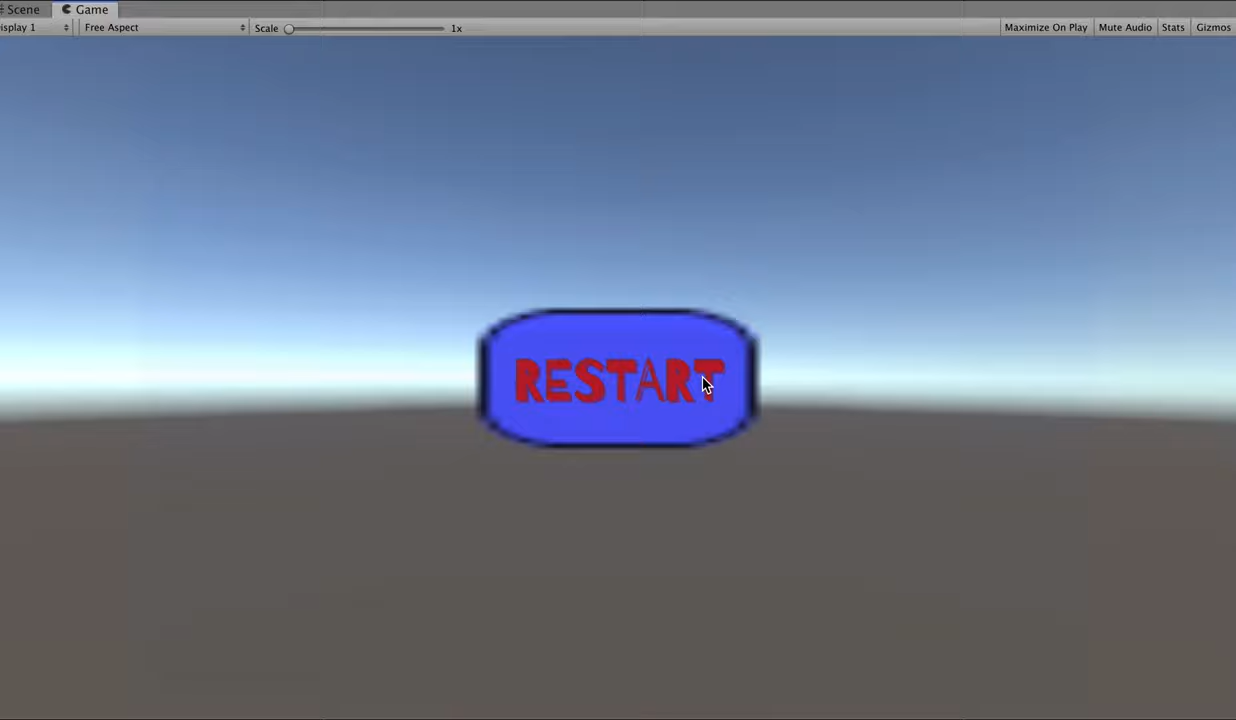 Scene Game
isplay 1 Free Aspect Scale 1x Maximize On Play Mute Audio Stats Gizmos
RESTART